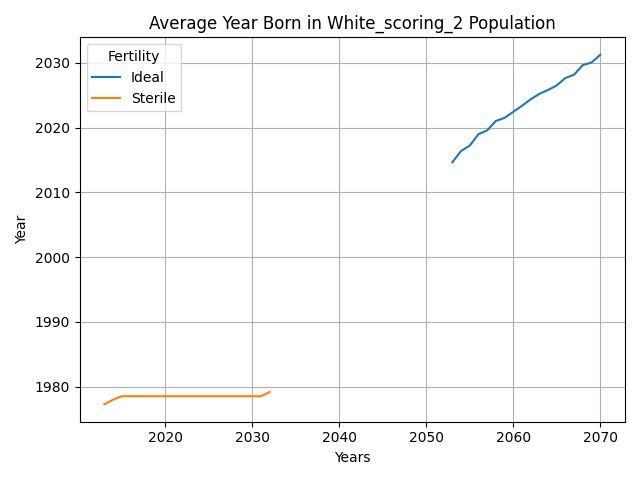 Average Year Born in White_scoring_2 Population
Fertility
Ideal
Sterile
2030
2020
2010
2000
1990
1980
Year
2020 2030 2040 2050 2060 2070
Years